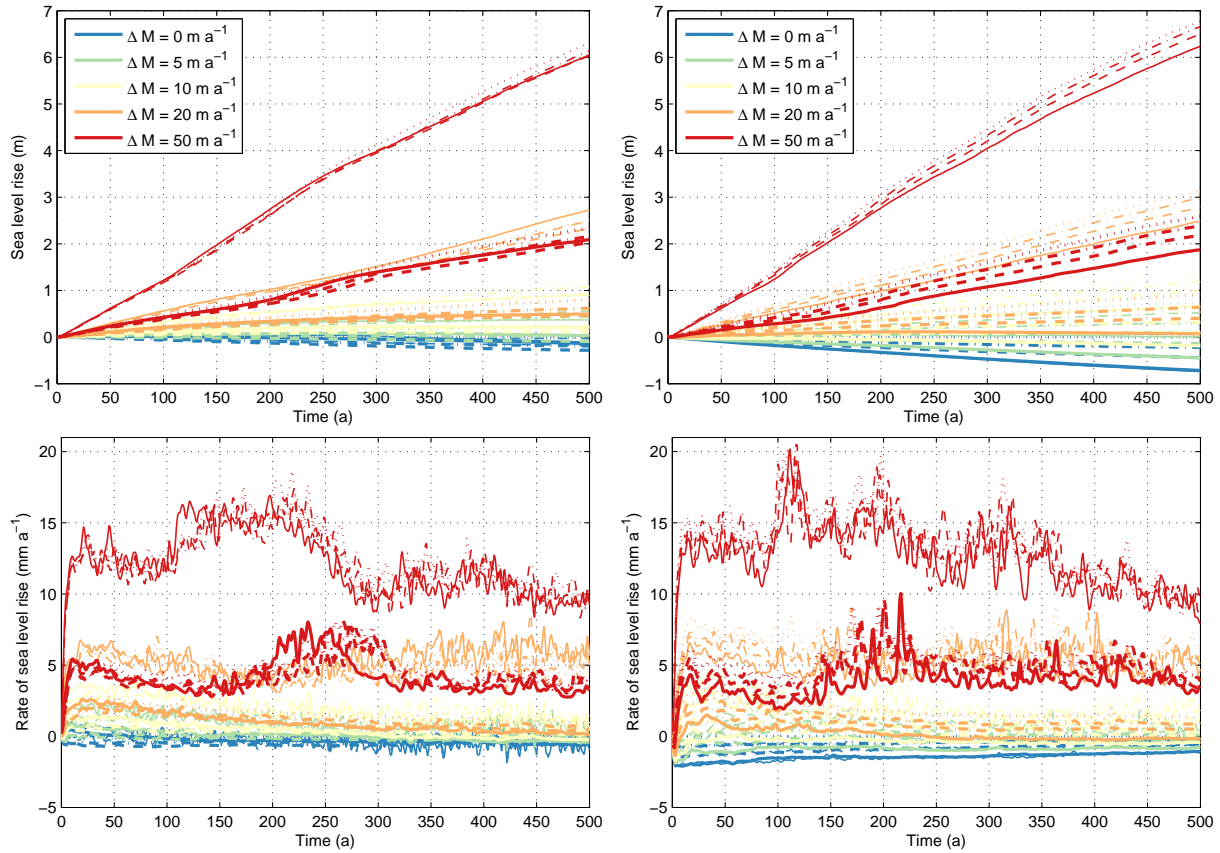 7
6
5
4
3
2
1
0
−1
Sea level rise (m)
Δ M = 0 m a⁻¹
Δ M = 5 m a⁻¹
Δ M = 10 m a⁻¹
Δ M = 20 m a⁻¹
Δ M = 50 m a⁻¹
0 50 100 150 200 250 300 350 400 450 500
Time (a)
7
6
5
4
3
2
1
0
−1
Sea level rise (m)
Δ M = 0 m a⁻¹
Δ M = 5 m a⁻¹
Δ M = 10 m a⁻¹
Δ M = 20 m a⁻¹
Δ M = 50 m a⁻¹
0 50 100 150 200 250 300 350 400 450 500
Time (a)
20
15
10
5
0
−5
Rate of sea level rise (mm a⁻¹)
0 50 100 150 200 250 300 350 400 450 500
Time (a)
20
15
10
5
0
−5
Rate of sea level rise (mm a⁻¹)
0 50 100 150 200 250 300 350 400 450 500
Time (a)